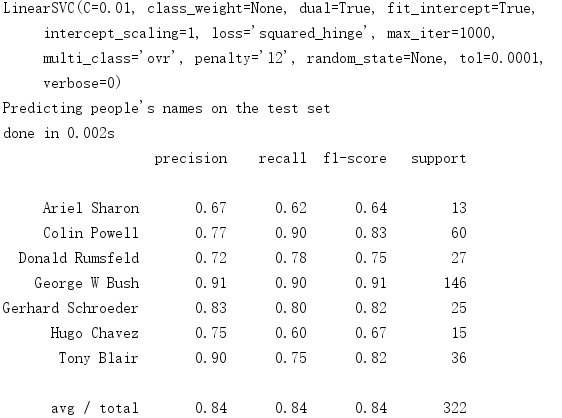 LinearSVC(C=0.01, class_weight=None, dual=True, fit_intercept=True,
intercept_scaling=1, loss='squared_hinge', max_iter=1000,
multi_class='ovr', penalty='l2', random_state=None, tol=0.0001,
verbose=0)
Predicting people's names on the test set
done in 0.002s
precision recall f1-score support
Ariel Sharon 0.67 0.62 0.64 13
Colin Powell 0.77 0.90 0.83 60
Donald Rumsfeld 0.72 0.78 0.75 27
George W Bush 0.91 0.90 0.91 146
Gerhard Schroeder 0.83 0.80 0.82 25
Hugo Chavez 0.75 0.60 0.67 15
Tony Blair 0.90 0.75 0.82 36
avg / total 0.84 0.84 0.84 322